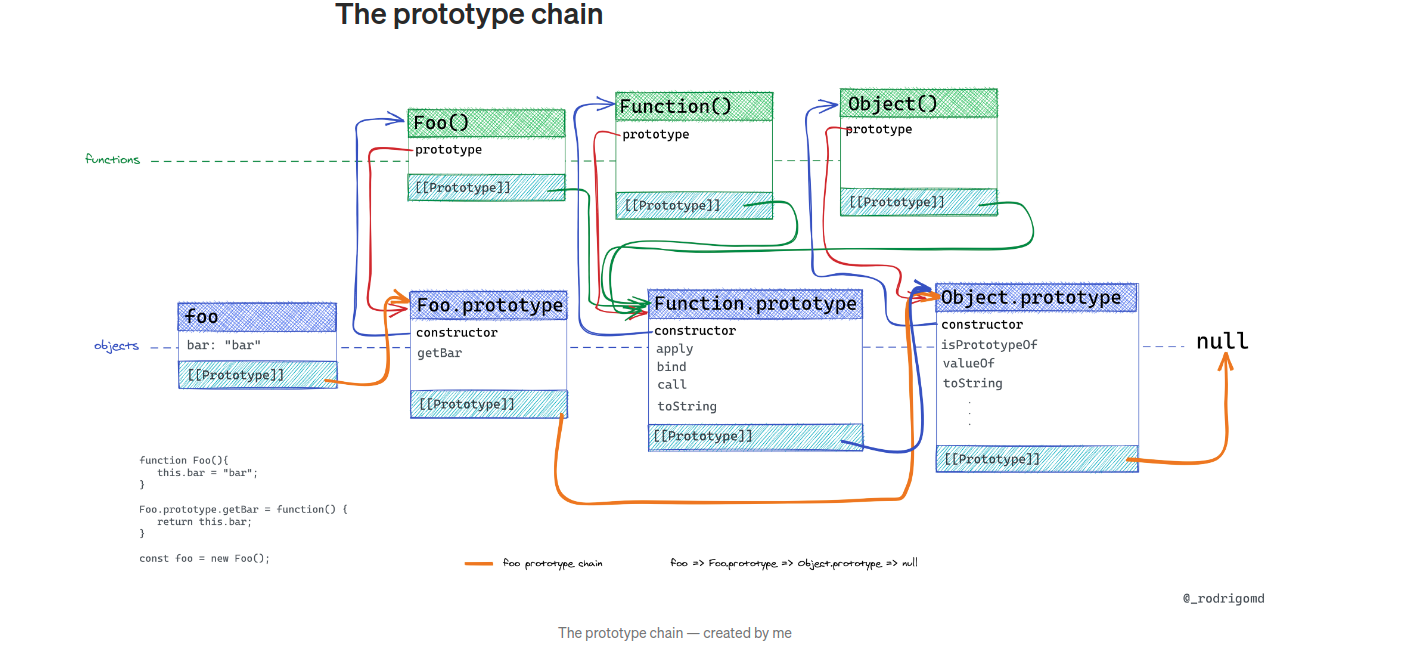 The prototype chain
Foo()
prototype
[[Prototype]]
Function()
prototype
[[Prototype]]
Object()
prototype
[[Prototype]]
functions
objects
foo
bar: "bar"
[[Prototype]]
Foo.prototype
constructor
getBar
[[Prototype]]
Function.prototype
constructor
apply
bind
call
toString
[[Prototype]]
Object.prototype
constructor
isPrototypeOf
valueOf
toString
.
.
.
[[Prototype]]
null
function Foo(){
this.bar = "bar";
}
Foo.prototype.getBar = function() {
return this.bar;
}
const foo = new Foo();
foo prototype chain
foo => Foo.prototype => Object.prototype => null
@_rodrigomd
The prototype chain — created by me